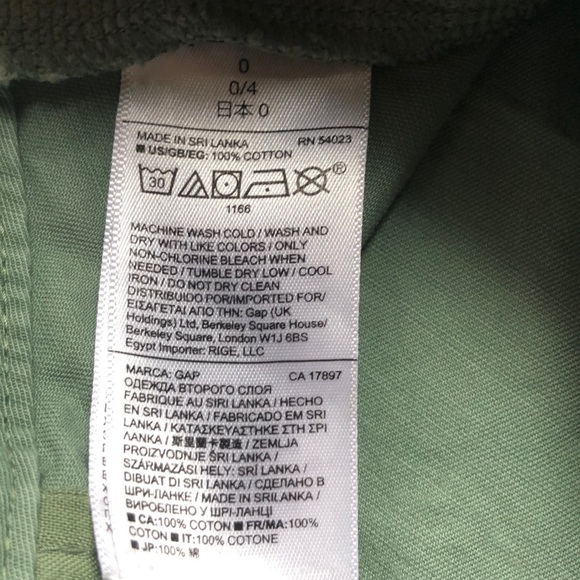 0
0/4
日本 0
MADE IN SRI LANKA RN 54023
■ US/GB/EG: 100% COTTON
30 ®
1166
MACHINE WASH COLD / WASH AND
DRY WITH LIKE COLORS / ONLY
NON-CHLORINE BLEACH WHEN
NEEDED / TUMBLE DRY LOW / COOL
IRON / DO NOT DRY CLEAN
DISTRIBUIDO POR/IMPORTED FOR/
ΕΙΣΑΓΕΤΑΙ ΑΠΟ ΤΗΝ: Gap (UK
Holdings) Ltd, Berkeley Square House/
Berkeley Square, London W1J 6BS
Egypt Importer: RIGE, LLC
MARCA: GAP CA 17897
ОДЕЖДА ВТОРОГО СЛОЯ
FABRIQUE AU SIRI LANKA / HECHO
EN SRI LANKA / FABRICADO EM SRI
LANKA / ΚΑΤΑΣΚΕΥΑΣΤΗΚΕ ΣΤΗ ΣΡΙ
ΛΑΝΚΑ / 斯里蘭卡製造 / ZEMLJA
PROIZVODNJE ŠRI LANKA /
SZÁRMAZÁSI HELY: SRÍ LANKA /
DIBUAT DI SRI LANKA / СДЕЛАНО В
ШРИ-ЛАНКЕ / MADE IN SRILANKA /
ВИРОБЛЕНО У ШРІ-ЛАНЦІ
■ CA:100% COTON ■ FR/MA:100%
COTON ■ IT:100% COTONE
■ JP:100% 綿